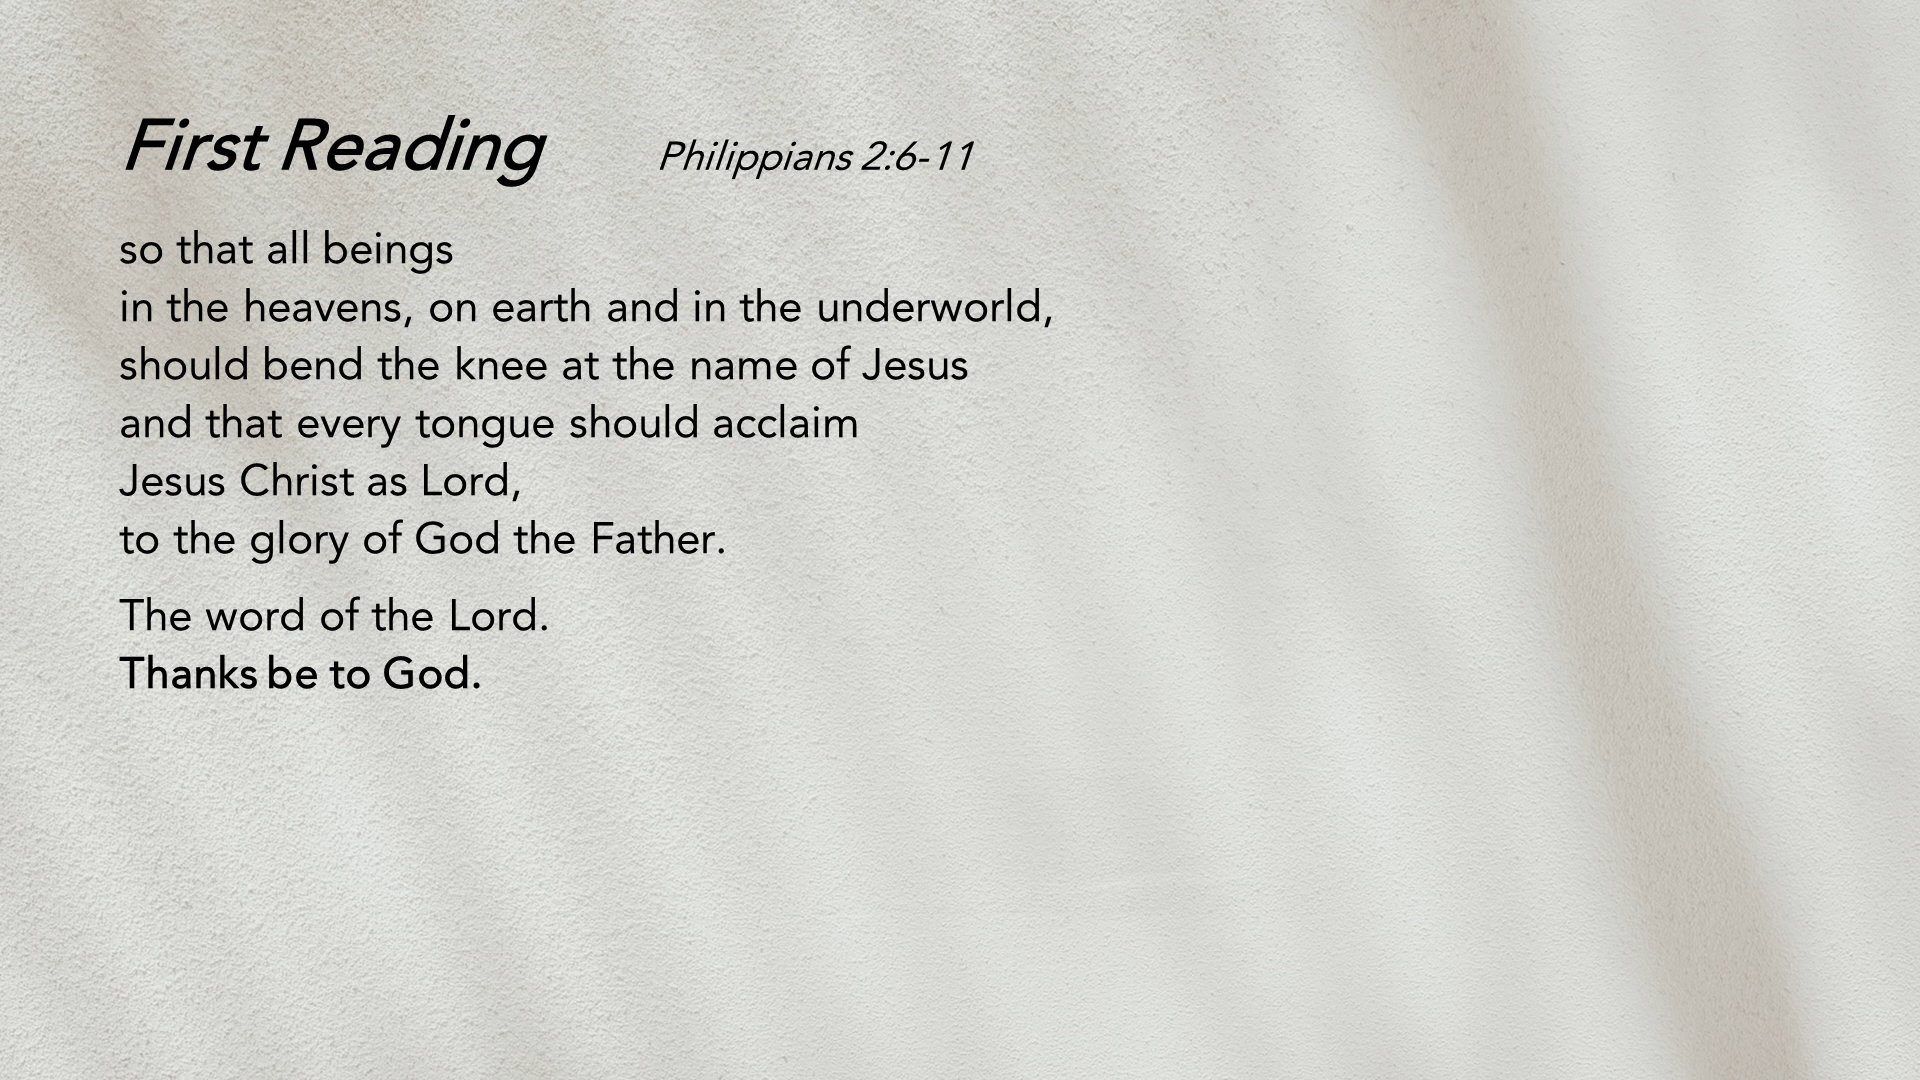 First Reading Philippians 2:6-11
so that all beings
in the heavens, on earth and in the underworld,
should bend the knee at the name of Jesus
and that every tongue should acclaim
Jesus Christ as Lord,
to the glory of God the Father.
The word of the Lord.
Thanks be to God.